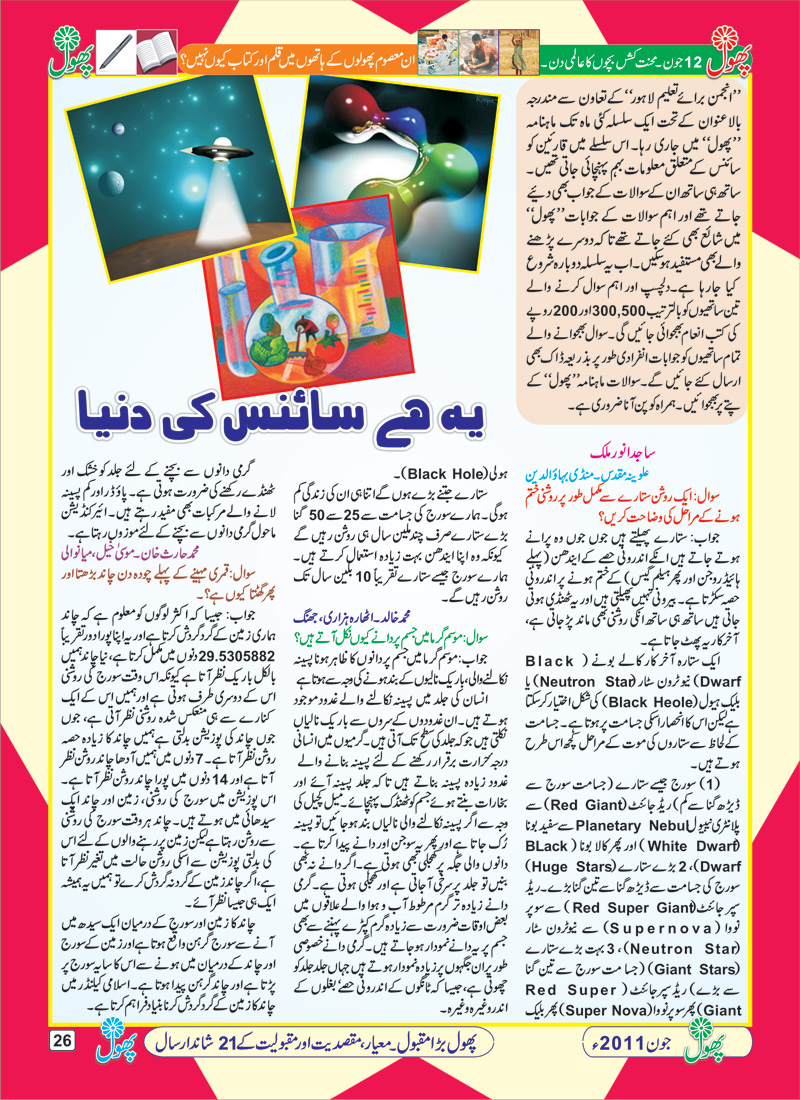 پھول
12 جون۔ محنت کش بچوں کا عالمی دن۔
ان معصوم پھولوں کے ہاتھوں میں قلم اور کتاب کیوں نہیں؟
پھول
’’انجمن برائے تعلیم لاہور‘‘ کے تعاون سے مندرجہ
بالا عنوان کے تحت ایک سلسلہ کئی ماہ تک ماہنامہ
’’پھول‘‘ میں جاری رہا۔ اس سلسلے میں قارئین کو
سائنس کے متعلق معلومات بہم پہنچائی جاتی تھیں۔
ساتھ ہی ساتھ ان کے سوالات کے جواب بھی دیئے
جاتے تھے اور اہم سوالات کے جوابات ’’پھول‘‘
میں شائع بھی کئے جاتے تھے تاکہ دوسرے پڑھنے
والے بھی مستفید ہوسکیں۔ اب یہ سلسلہ دوبارہ شروع
کیا جارہا ہے۔ دلچسپ اور اہم سوال کرنے والے
تین ساتھیوں کو بالترتیب 300,500 اور 200 روپے
کی کتب انعام بھجوائی جائیں گی۔ سوال بھجوانے والے
تمام ساتھیوں کو جوابات انفرادی طور پر بذریعہ ڈاک بھی
ارسال کئے جائیں گے۔ سوالات ماہنامہ ’’پھول‘‘ کے
پتے پر بھجوائیں۔ ہمراہ کوپن آنا ضروری ہے۔
یہ ہے سائنس کی دنیا
ساجد انور ملک
علوینہ مقدس۔ منڈی بہاؤالدین
سوال: ایک روشن ستارے سے مکمل طور پر روشنی ختم
ہونے کے مراحل کی وضاحت کریں؟
جواب: ستارے پھیلتے ہیں جوں جوں وہ پرانے
ہوتے جاتے ہیں انکے اندرونی حصے کے ایندھن (پہلے
ہائیڈروجن اور پھر ہیلیم گیس) کے ختم ہونے پر اندرونی
حصہ سکڑتا ہے۔ بیرونی تہیں پھیلتی ہیں اور یہ ٹھنڈی ہوتی
جاتی ہیں ساتھ ہی ساتھ انکی روشنی بھی ماند پڑ جاتی ہے،
آخر کار یہ پھٹ جاتا ہے۔
ایک ستارہ آخر کار کالے بونے (Black
Dwarf) نیوٹرون سٹار (Neutron Star) یا
بلیک ہیول (Black Heole) کی شکل اختیار کرسکتا
ہے لیکن اس کا انحصار اسکی جسامت پر ہوتا ہے۔ جسامت
کے لحاظ سے ستاروں کی موت کے مراحل کچھ اس طرح
ہوتے ہیں۔
(1) سورج جیسے ستارے (جسامت سورج سے
ڈیڑھ گنا سے کم) ریڈ جائنٹ (Red Giant) سے
پلانٹری نیبیول Planetary Nebul سے سفید بونا
(White Dwarf) اور پھر کالا بونا (BLack
Dwarf)، 2 بڑے ستارے (Huge Stars)
سورج کی جسامت سے ڈیڑھ گنا سے تین گنا بڑے۔ ریڈ
سپر جائنٹ (Red Super Giant) سے سوپر
نووا (Supernova) سے نیوٹرون سٹار
(Neutron Star)، 3 بہت بڑے ستارے
(Giant Stars) (جسامت سورج سے تین گنا
سے بڑے) ریڈ سپر جائنٹ (Red Super
Giant) پھر سوپر نووا (Super Nova) پھر بلیک
ہولی (Black Hole)۔
ستارے جتنے بڑے ہوں گے اتنا ہی ان کی زندگی کم
ہوگی۔ ہمارے سورج کی جسامت سے 25 سے 50 گنا
بڑے ستارے صرف چند ملین سال ہی روشن رہیں گے
کیونکہ وہ اپنا ایندھن بہت زیادہ استعمال کرتے ہیں۔
ہمارے سورج جیسے ستارے تقریباً 10 بلین سال تک
روشن رہیں گے۔
محمد خالد۔ اٹھارہ ہزاری، جھنگ
سوال: موسم گرما میں جسم پر دانے کیوں نکل آتے ہیں؟
جواب: موسم گرما میں جسم پر دانوں کا ظاہر ہونا پسینہ
نکالنے والی، باریک نالیوں کے بند ہونے کی وجہ سے ہوتا ہے
انسان کی جلد میں پسینہ نکالنے والے غدود موجود
ہوتے ہیں۔ ان غدودوں کے سروں سے باریک نالیاں
نکلتی ہیں جو کہ جلد کی سطح تک آتی ہیں۔ گرمیوں میں انسانی
درجہ حرارت برقرار رکھنے کے لئے پسینہ بنانے والے
غدود زیادہ پسینہ بناتے ہیں تاکہ جلد پسینہ آئے اور
بخارات بنتے ہوئے جسم کو ٹھنڈک پہنچائے۔ میل کچیل کی
وجہ سے اگر پسینہ نکالنے والی نالیاں بند ہوجائیں تو پسینہ
رک جاتا ہے اور پھر یہ سوجن اور دانے پیدا کرتا ہے۔
دانوں والی جگہ پر کھجلی بھی ہوتی ہے۔ اگر دانے نہ بھی
بنیں تو جلد پر سرخی آجاتی ہے اور کھجلی ہوتی ہے۔ گرمی
دانے زیادہ تر گرم مرطوب آب و ہوا والے علاقوں میں
بعض اوقات ضرورت سے زیادہ گرم کپڑے پہننے سے بھی
جسم پر یہ دانے نمودار ہوجاتے ہیں۔ گرمی دانے خصوصی
طور پر ان جگہوں پر زیادہ نمودار ہوتے ہیں جہاں جلد جلد کو
چھوتی ہے، جیسا کہ ٹانگوں کے اندرونی حصے بغلوں کے
اندر وغیرہ وغیرہ۔
گرمی دانوں سے بچنے کے لئے جلد کو خشک اور
ٹھنڈے رکھنے کی ضرورت ہوتی ہے۔ پاؤڈر اور کم پسینہ
لانے والے مرکبات بھی مفید رہتے ہیں۔ ائیر کنڈیشن
ماحول گرمی دانوں سے بچنے کے لئے موزوں رہتا ہے۔
محمد حارث خان۔ موسیٰ خیل، میانوالی
سوال: قمری مہینے کے پہلے چودہ دن چاند بڑھتا اور
پھر گھٹتا کیوں ہے؟۔
جواب: جیسا کہ اکثر لوگوں کو معلوم ہے کہ چاند
ہماری زمین کے گرد گردش کرتا ہے اور یہ اپنا پورا دور تقریباً
29.5305882 دنوں میں مکمل کرتا ہے، نیا چاند ہمیں
بالکل باریک نظر آتا ہے کیونکہ اس وقت سورج کی روشنی
اس کے دوسری طرف ہوتی ہے اور ہمیں اس کے ایک
کنارے سے ہی منعکس شدہ روشنی نظر آتی ہے، جوں
جوں چاند کی پوزیشن بدلتی ہے ہمیں چاند کا زیادہ حصہ
روشن نظر آتا ہے۔ 7 دنوں میں ہمیں آدھا چاند روشن نظر
آتا ہے اور 14 دنوں میں پورا چاند روشن نظر آتا ہے۔
اس پوزیشن میں سورج کی روشنی، زمین اور چاند ایک
سیدھائی میں ہوتے ہیں۔ چاند ہر وقت سورج کی روشنی
سے روشن رہتا ہے لیکن زمین پر رہنے والوں کے لئے اس
کی بدلتی پوزیشن سے اسکی روشن حالت میں تغیر نظر آتا
ہے، اگر چاند زمین کے گرد نہ گردش کرے تو ہمیں یہ ہمیشہ
ایک ہی جیسا نظر آئے۔
چاند کا زمین اور سورج کے درمیان ایک سیدھ میں
آنے سے سورج گرہن واقع ہوتا ہے اور زمین کے سورج
اور چاند کے درمیان میں ہونے سے اس کا سایہ سورج پر
پڑتا ہے اور چاند گرہن پیدا ہوتا ہے۔ اسلامی کیلنڈر میں
چاند کا زمین کے گرد گردش کرنا بنیاد فراہم کرتا ہے۔
پھول
جون 2011ء
پھول بڑا مقبول۔ معیار، مقصدیت اور مقبولیت کے 21 شاندار سال
پھول
26